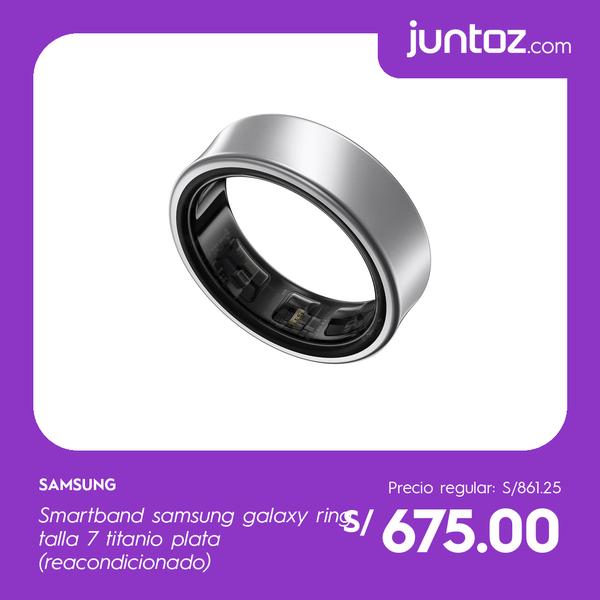 juntoz.com
SAMSUNG
Smartband samsung galaxy ring
talla 7 titanio plata
(reacondicionado)
Precio regular: S/861.25
S/ 675.00